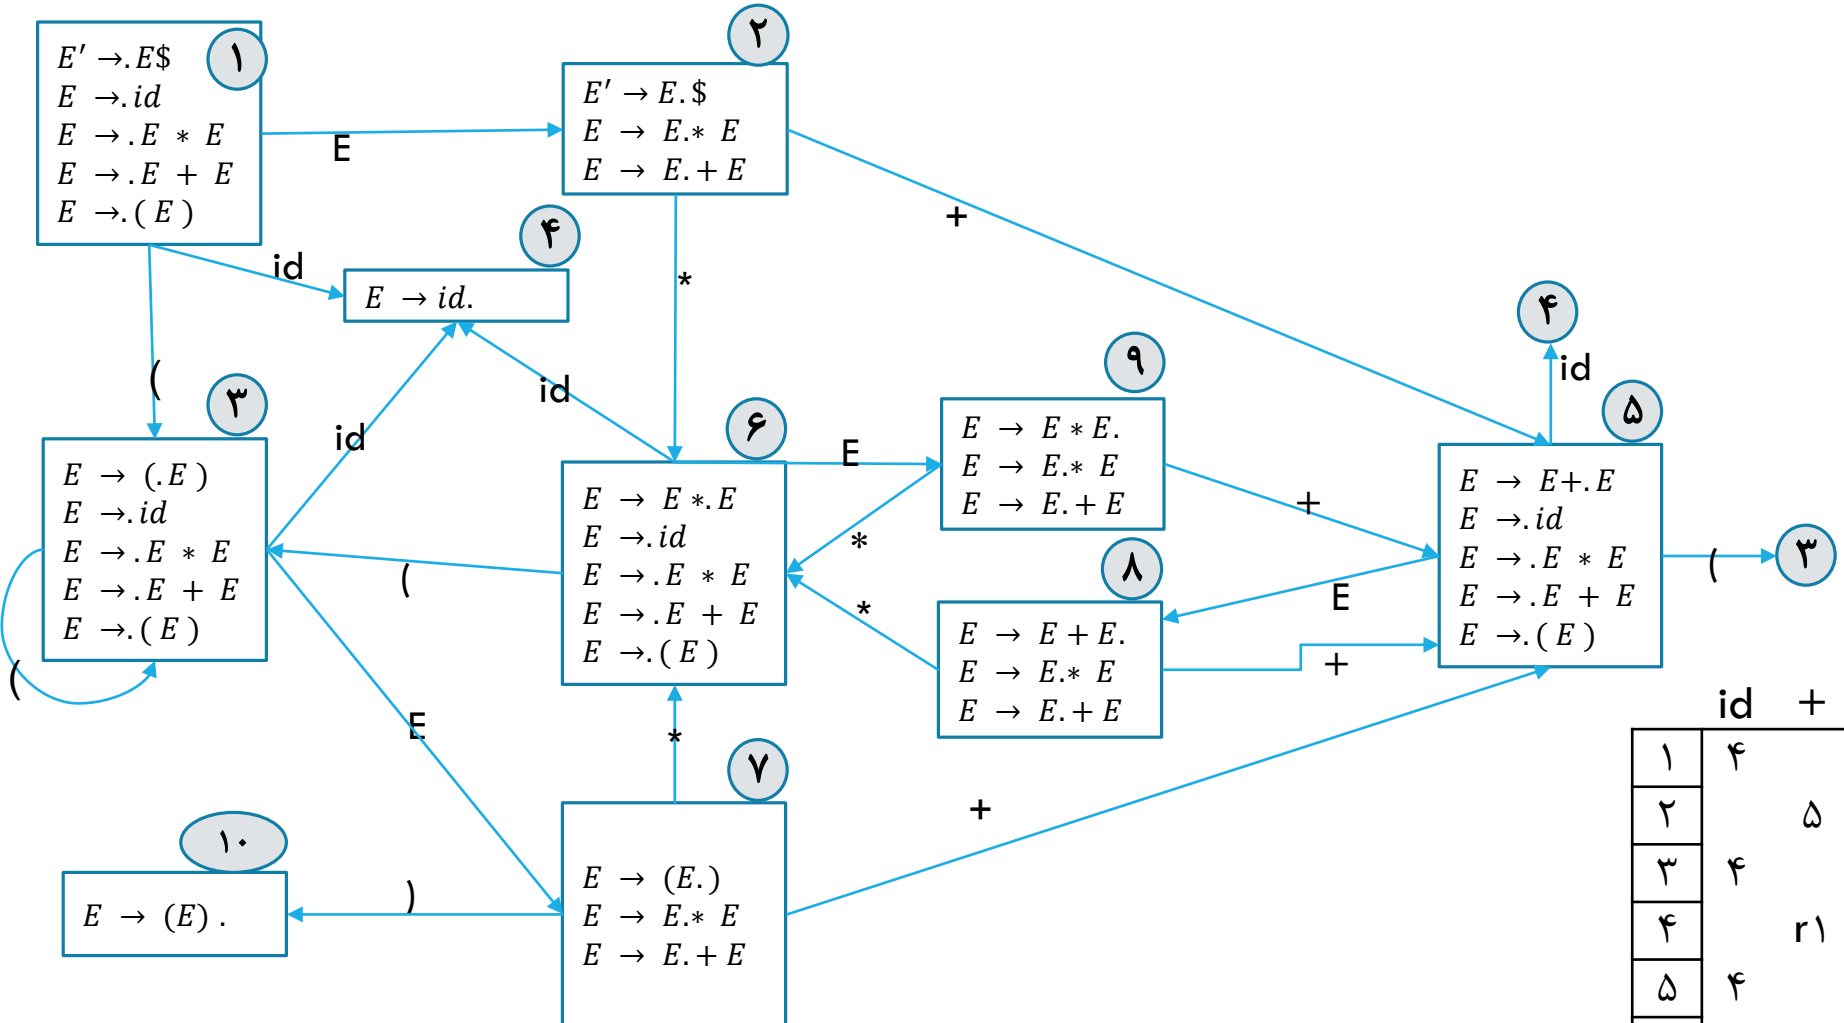 ۱
E′ →.E$
E →.id
E →.E * E
E →.E + E
E →.( E )
E
۲
E′ → E.$
E → E.* E
E → E.+ E
+
id
(
۴
E → id.
*
۳
E → (.E )
E →.id
E →.E * E
E →.E + E
E →.( E )
(
id
id
E
۶
E → E *.E
E →.id
E →.E * E
E →.E + E
E →.( E )
(
E
۹
E → E * E.
E → E.* E
E → E.+ E
*
+
۸
E → E + E.
E → E.* E
E → E.+ E
*
+
E
۴
id
۵
E → E+.E
E →.id
E →.E * E
E →.E + E
E →.( E )
(
۳
۷
E → (E.)
E → E.* E
E → E.+ E
*
+
)
۱۰
E → (E) .
id +
۱ ۴
۲ ۵
۳ ۴
۴ r۱
۵ ۴